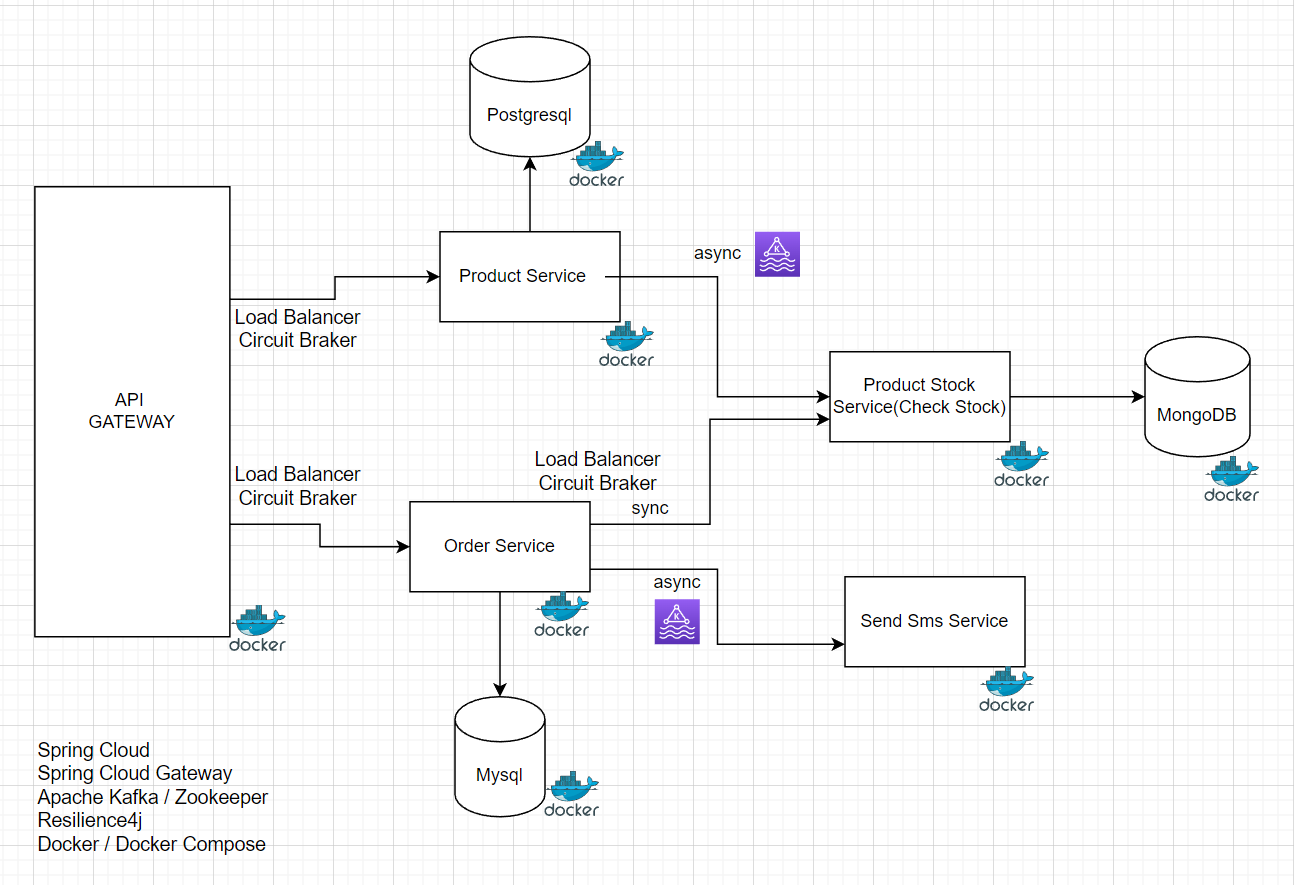 Postgresql
docker
Product Service
docker
async
K
Load Balancer
Circuit Braker
API
GATEWAY
Product Stock
Service(Check Stock)
docker
MongoDB
docker
Load Balancer
Circuit Braker
Load Balancer
Circuit Braker
sync
Order Service
docker
async
K
Send Sms Service
docker
docker
Mysql
docker
Spring Cloud
Spring Cloud Gateway
Apache Kafka / Zookeeper
Resilience4j
Docker / Docker Compose